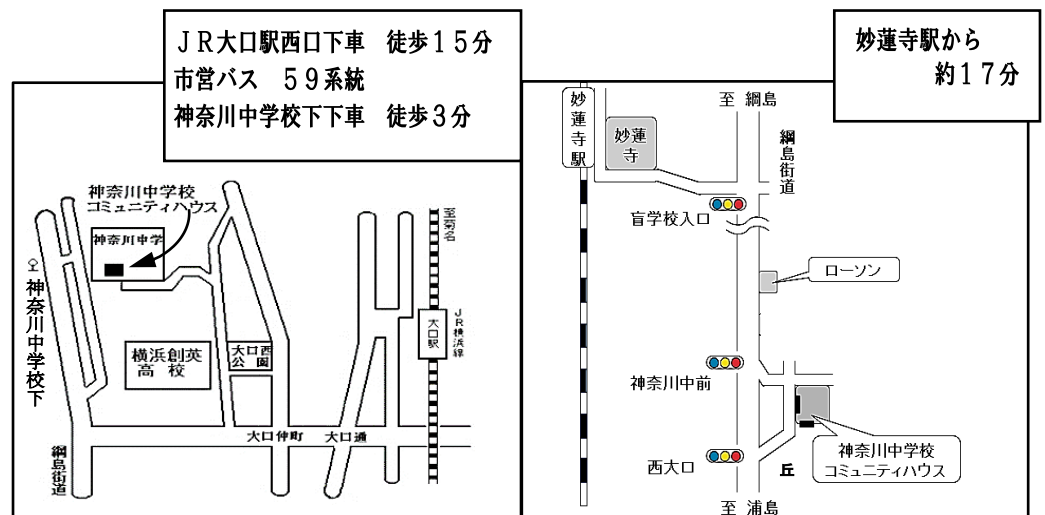 ＪＲ大口駅西口下車　徒歩１５分
市営バス　５９系統
神奈川中学校下下車　徒歩３分
神奈川中学校
コミュニティハウス
神奈川中学
神奈川中学校下
横浜創英
高校
大口西
公園
大口仲町
大口通
綱島街道
至菊名
大口駅
ＪＲ横浜線
妙蓮寺駅から
約１７分
妙蓮寺駅
妙蓮
寺
至 綱島
綱島街道
盲学校入口
ローソン
神奈川中前
神奈川中学校
コミュニティハウス
西大口
丘
至 浦島